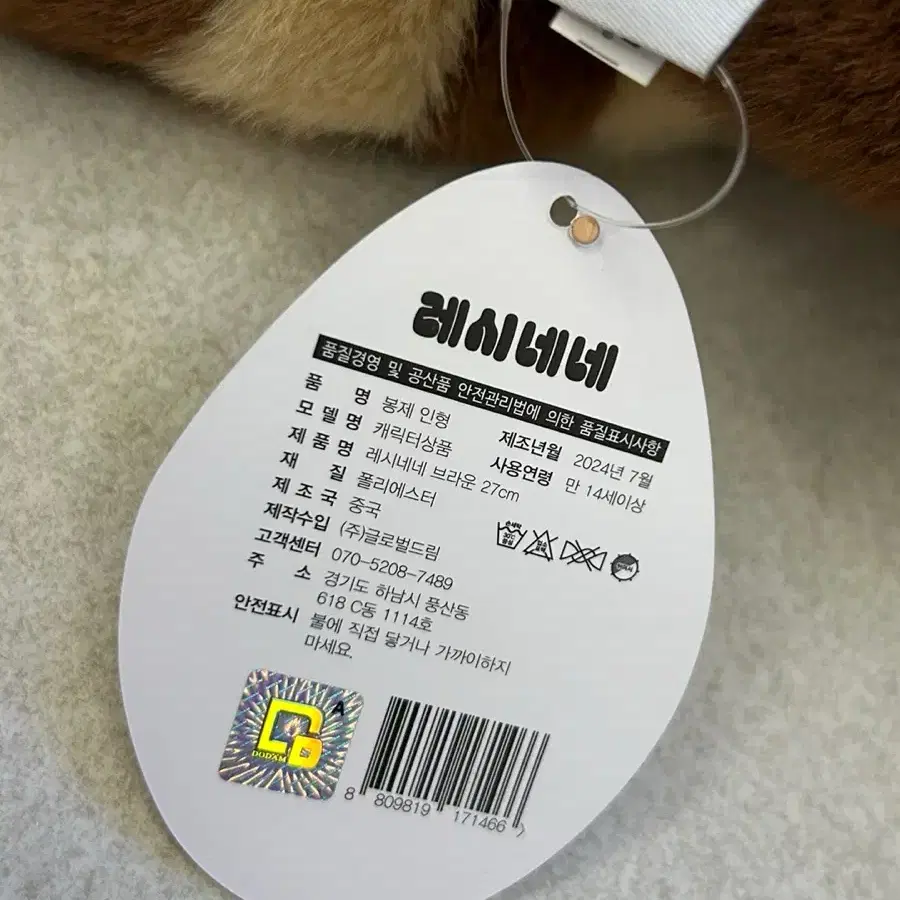 레시네네
품질경영 및 공산품 안전관리법에 의한 품질표시사항
품 명 봉제 인형 제조년월 2024년 7월
모델명 캐릭터상품 사용연령 만 14세이상
제품명 레시네네 브라운 27cm
재 질 폴리에스터
제조국 중국
제작수입 (주)글로벌드림
고객센터 070-5208-7489
주 소 경기도 하남시 풍산동
618 C동 1114호
안전표시 불에 직접 닿거나 가까이하지
마세요.
A
DG
DODAM
8 809819 171466 >